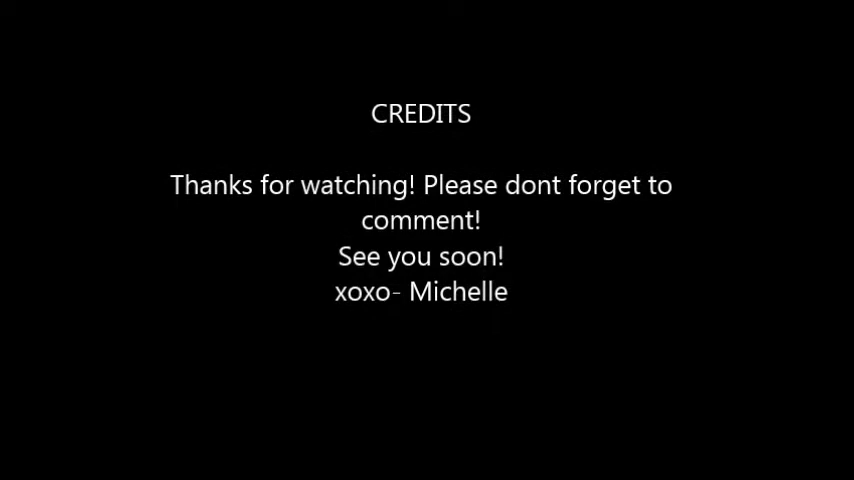 CREDITS
Thanks for watching! Please dont forget to
comment!
See you soon!
xoxo- Michelle